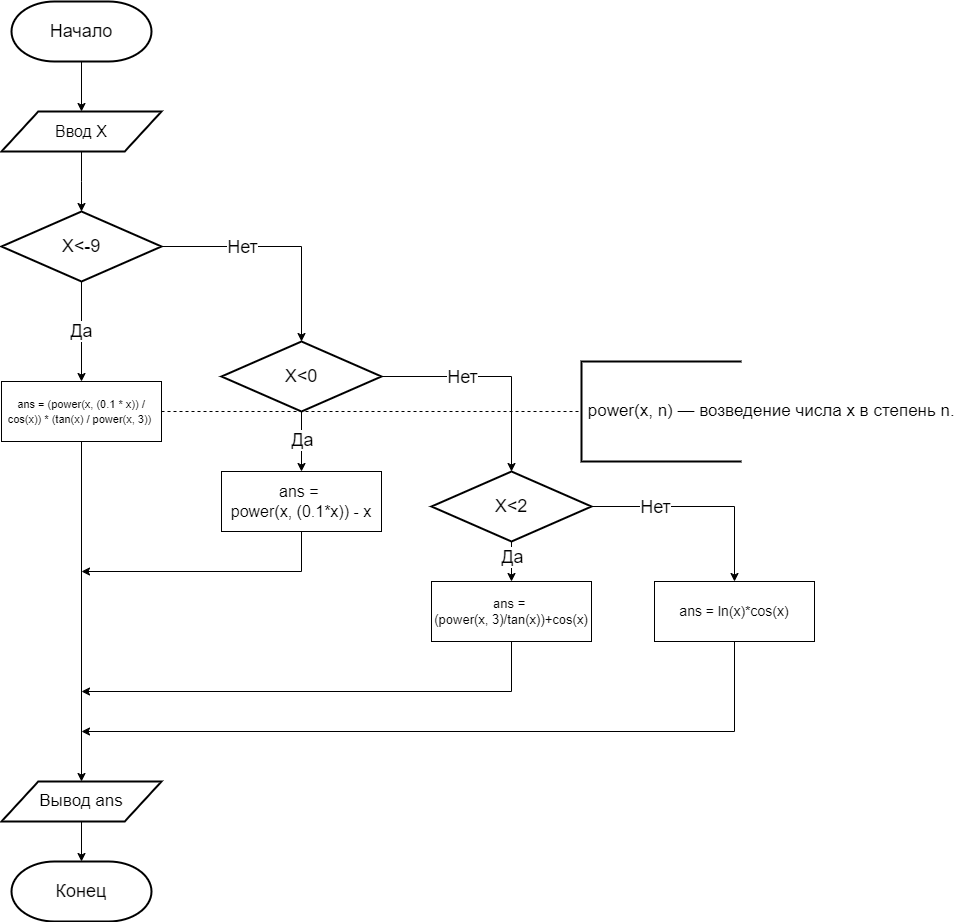 Начало
Ввод X
X<-9
Нет
Да
X<0
Нет
ans = (power(x, (0.1 * x)) /
cos(x)) * (tan(x) / power(x, 3))
power(x, n) — возведение числа x в степень n.
Да
ans =
power(x, (0.1*x)) - x
X<2
Нет
Да
ans =
(power(x, 3)/tan(x))+cos(x)
ans = ln(x)*cos(x)
Вывод ans
Конец